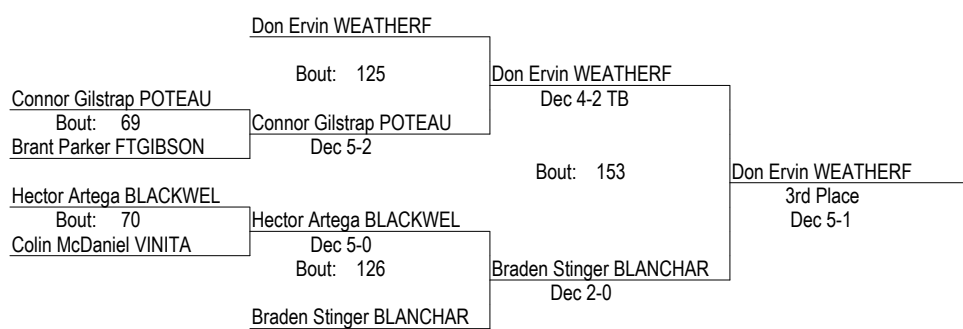 Don Ervin WEATHERF
Bout: 125
Don Ervin WEATHERF
Connor Gilstrap POTEAU
Dec 4-2 TB
Bout: 69
Connor Gilstrap POTEAU
Brant Parker FTGIBSON
Dec 5-2
Bout: 153
Don Ervin WEATHERF
Hector Artega BLACKWEL
3rd Place
Bout: 70
Hector Artega BLACKWEL
Dec 5-1
Colin McDaniel VINITA
Dec 5-0
Bout: 126
Braden Stinger BLANCHAR
Dec 2-0
Braden Stinger BLANCHAR